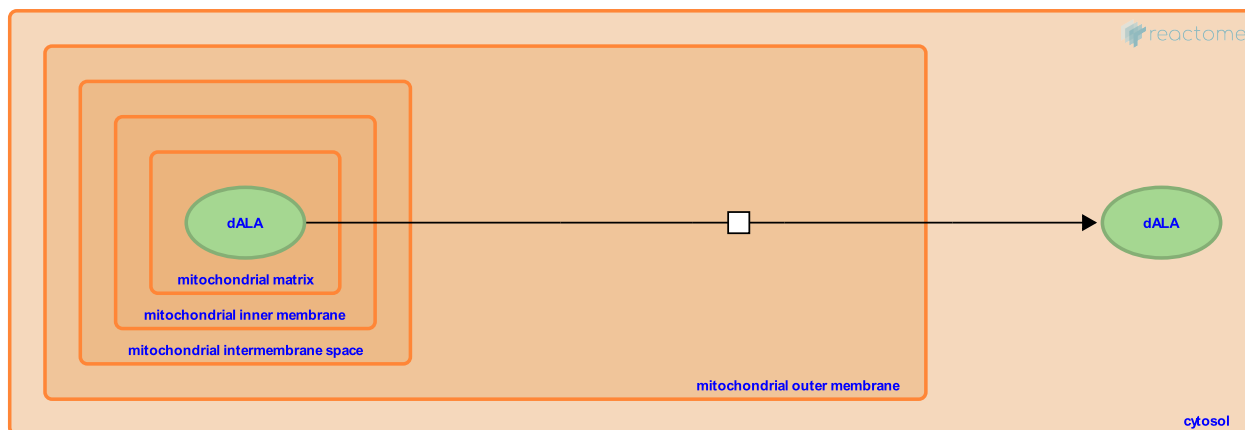 reactome
dALA
dALA
mitochondrial matrix
mitochondrial inner membrane
mitochondrial intermembrane space
mitochondrial outer membrane
cytosol